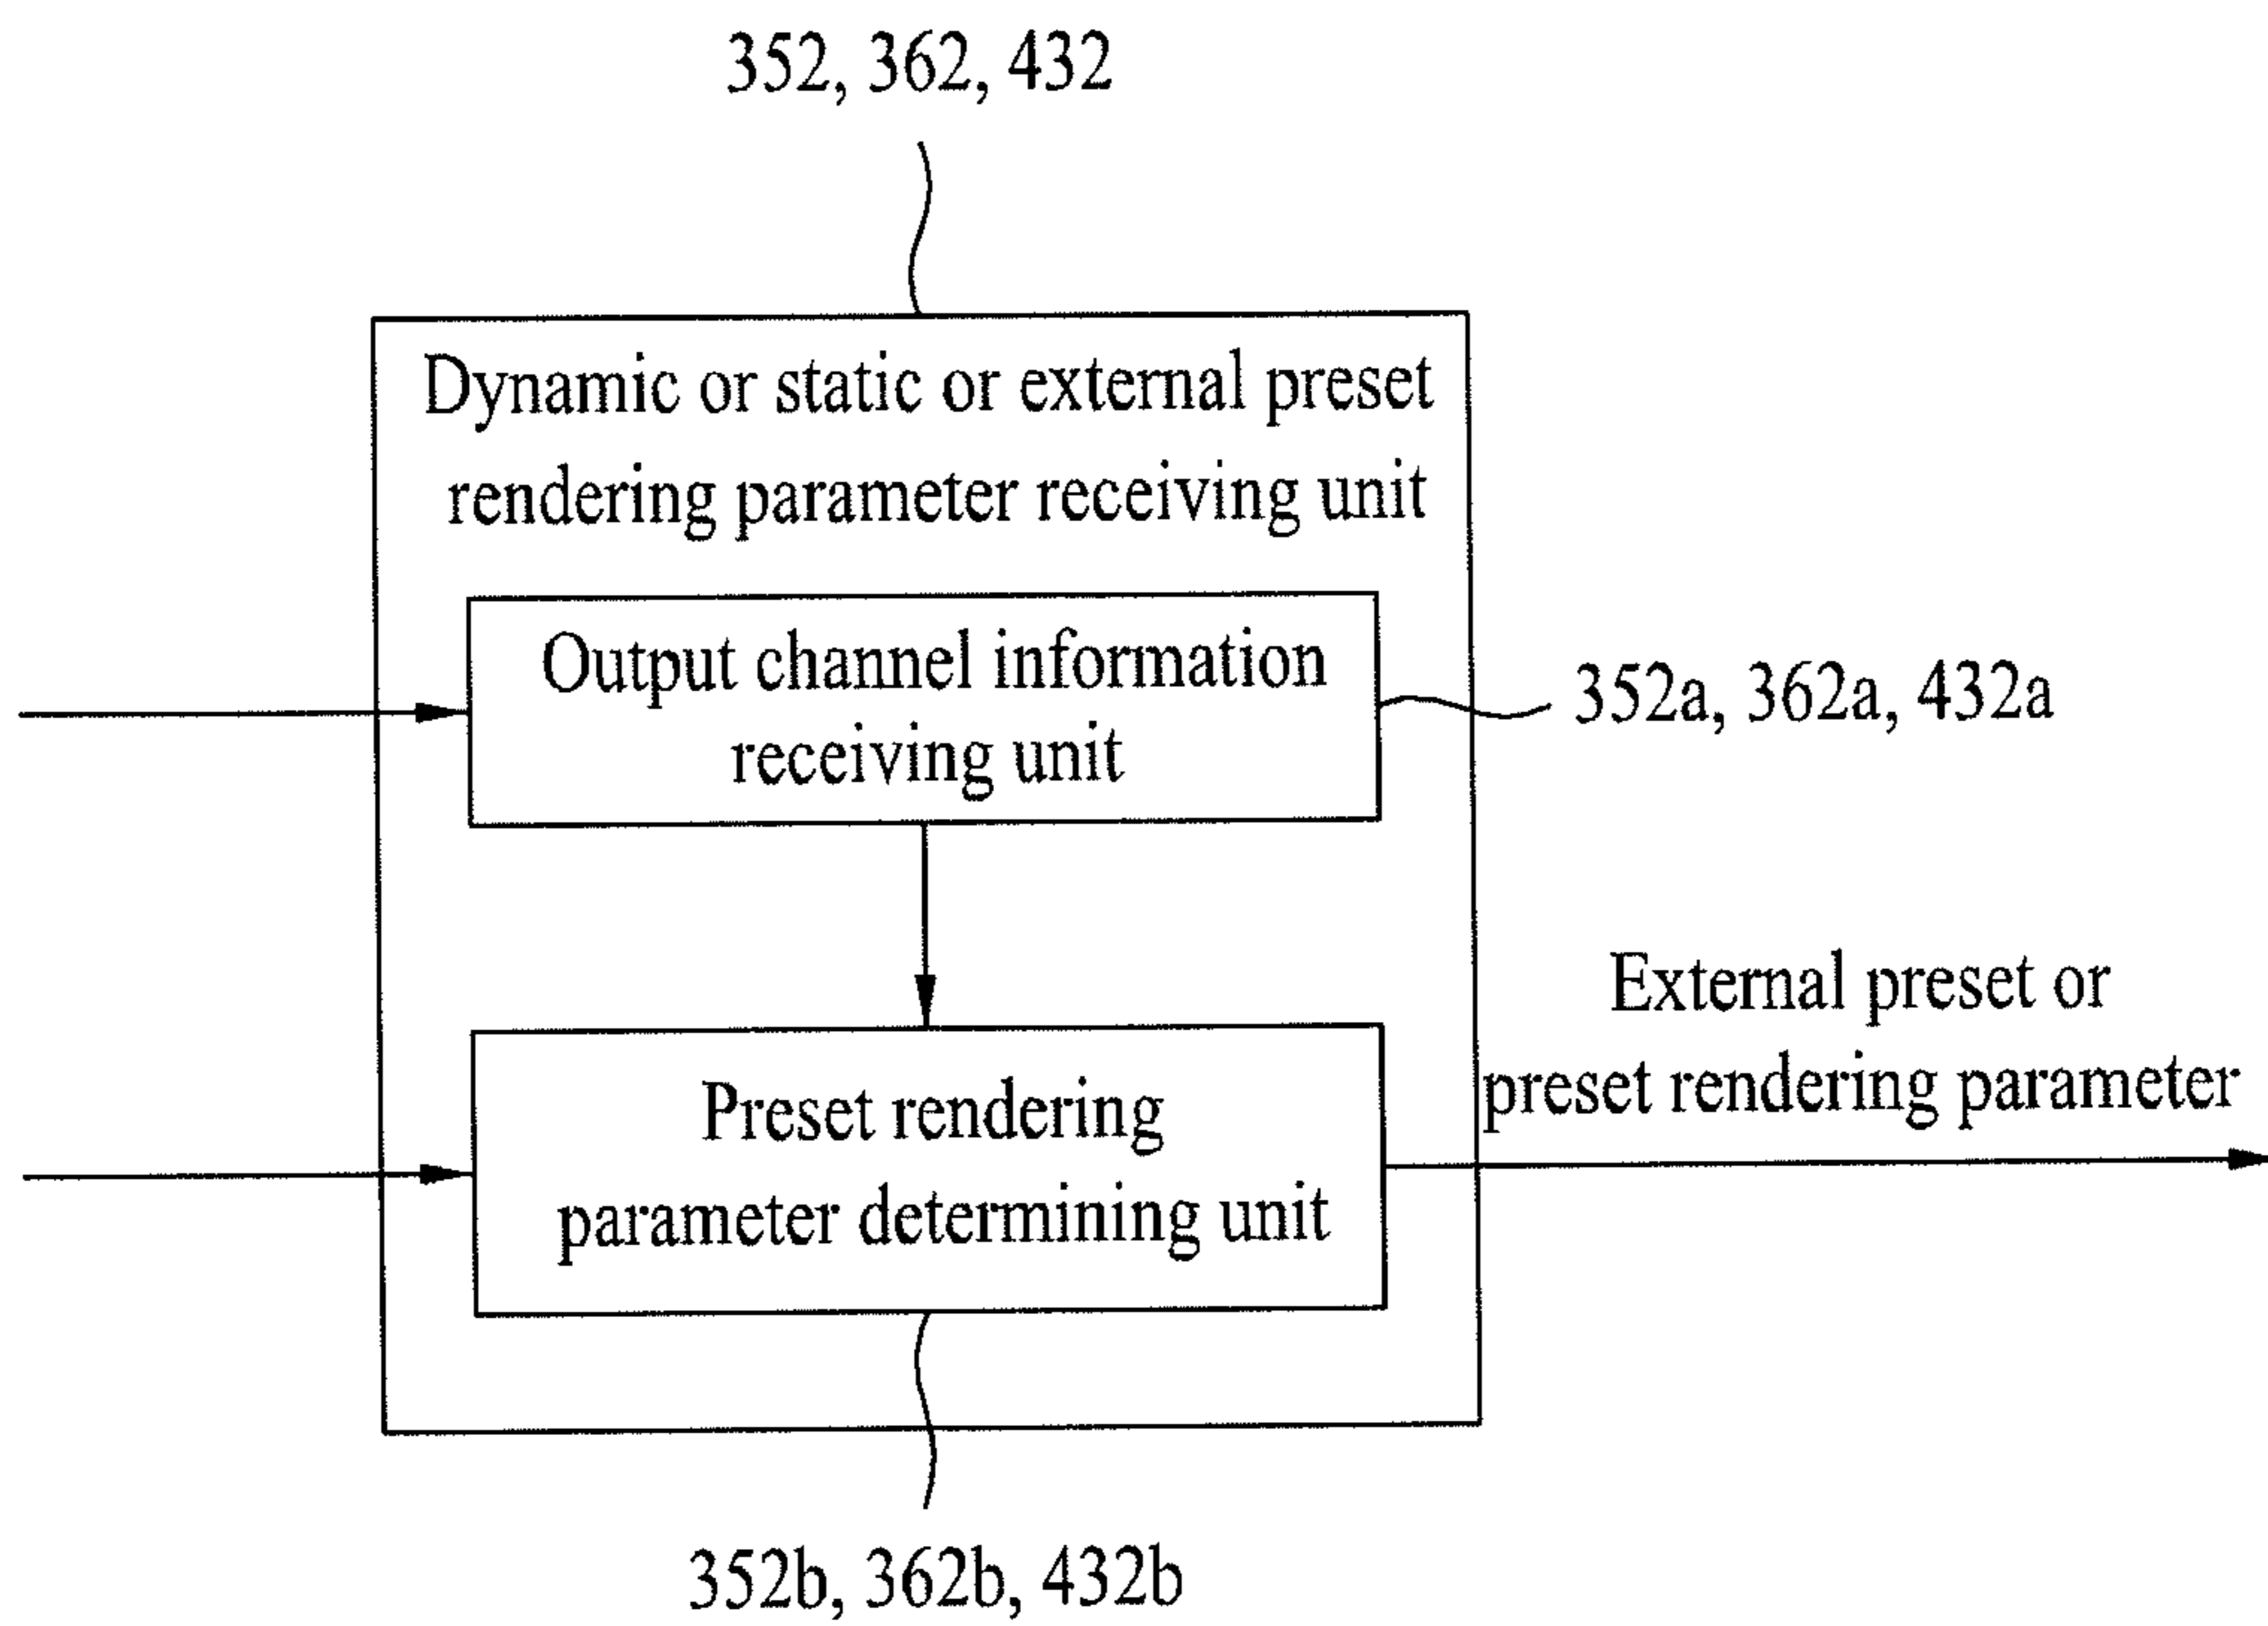 352, 362, 432
Dynamic or static or external preset
rendering parameter receiving unit
Output channel information
receiving unit
352a, 362a, 432a
External preset or
preset rendering parameter
Preset rendering
parameter determining unit
352b, 362b, 432b